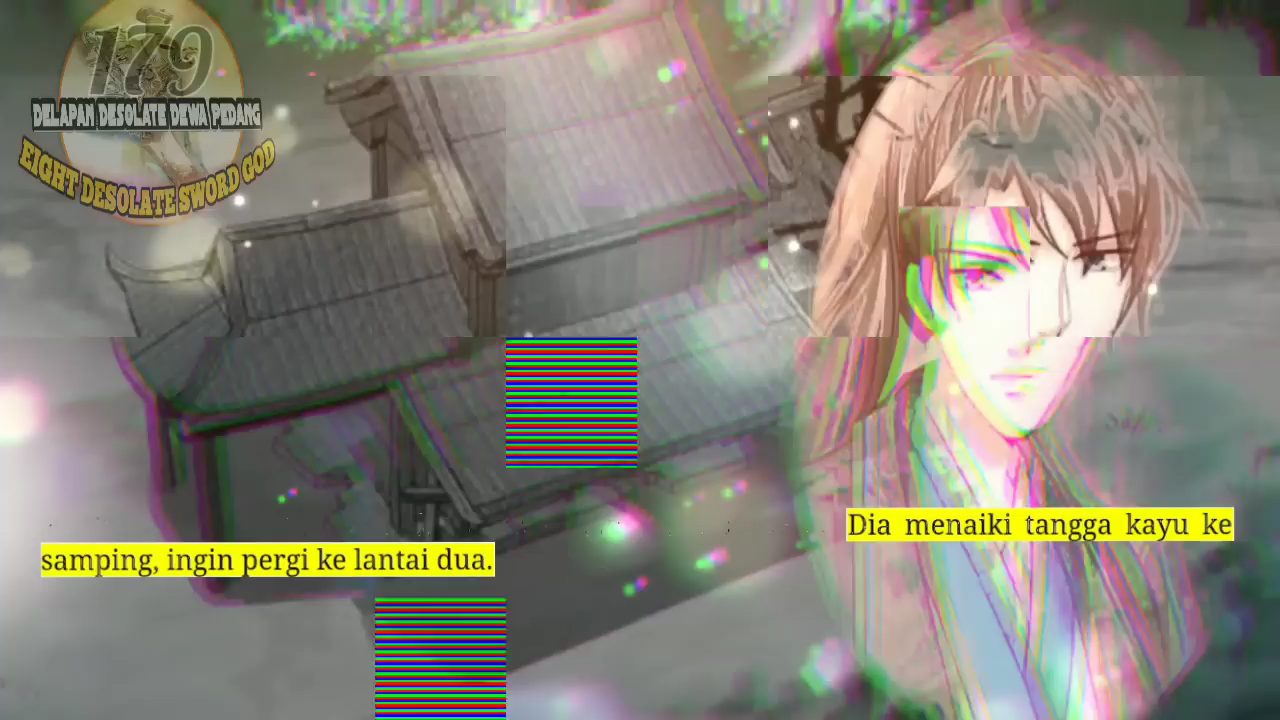 179
DELAPAN DESOLATE DEWA PEDANG
EIGHT DESOLATE SWORD GOD
Dia menaiki tangga kayu ke
samping, ingin pergi ke lantai dua.